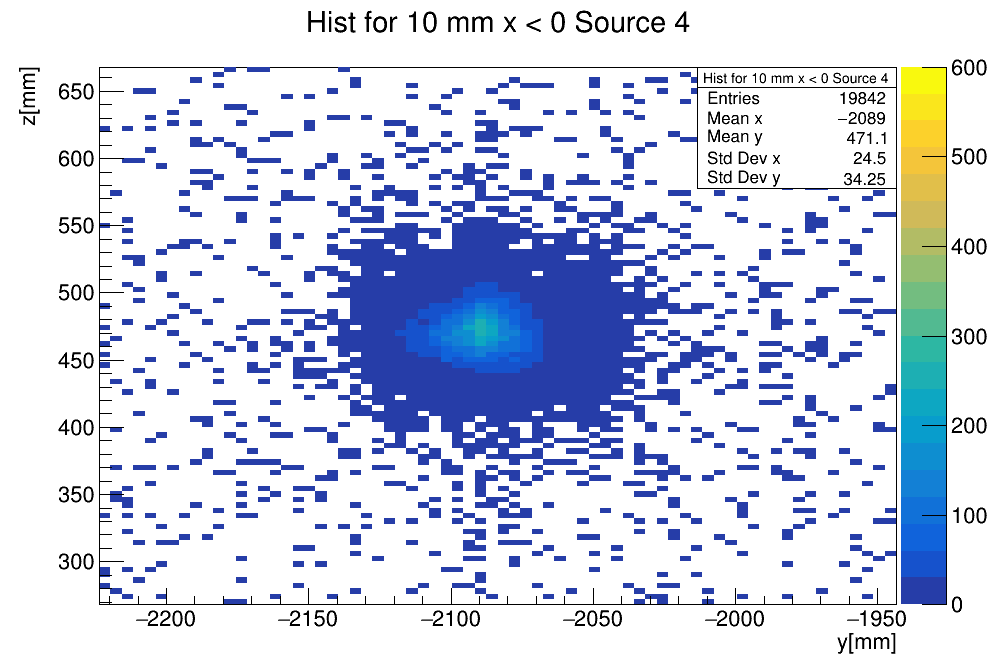 Hist for 10 mm x < 0 Source 4
z[mm]
Hist for 10 mm x < 0 Source 4
Entries 19842
Mean x −2089
Mean y 471.1
Std Dev x 24.5
Std Dev y 34.25
650
600
550
500
450
400
350
300
600
500
400
300
200
100
0
−2200 −2150 −2100 −2050 −2000 −1950
y[mm]